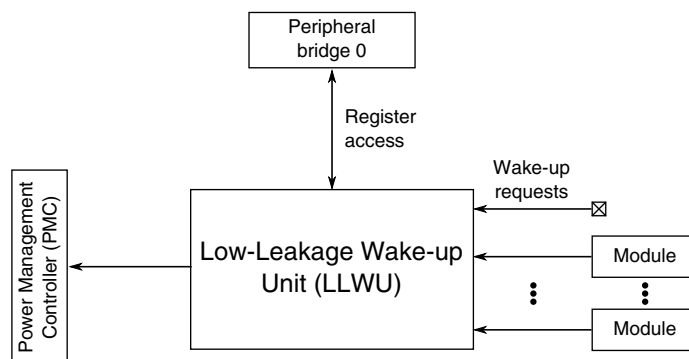 Peripheral
bridge 0
Register
access
Wake-up
requests
Power Management
Controller (PMC)
Low-Leakage Wake-up
Unit (LLWU)
Module
Module